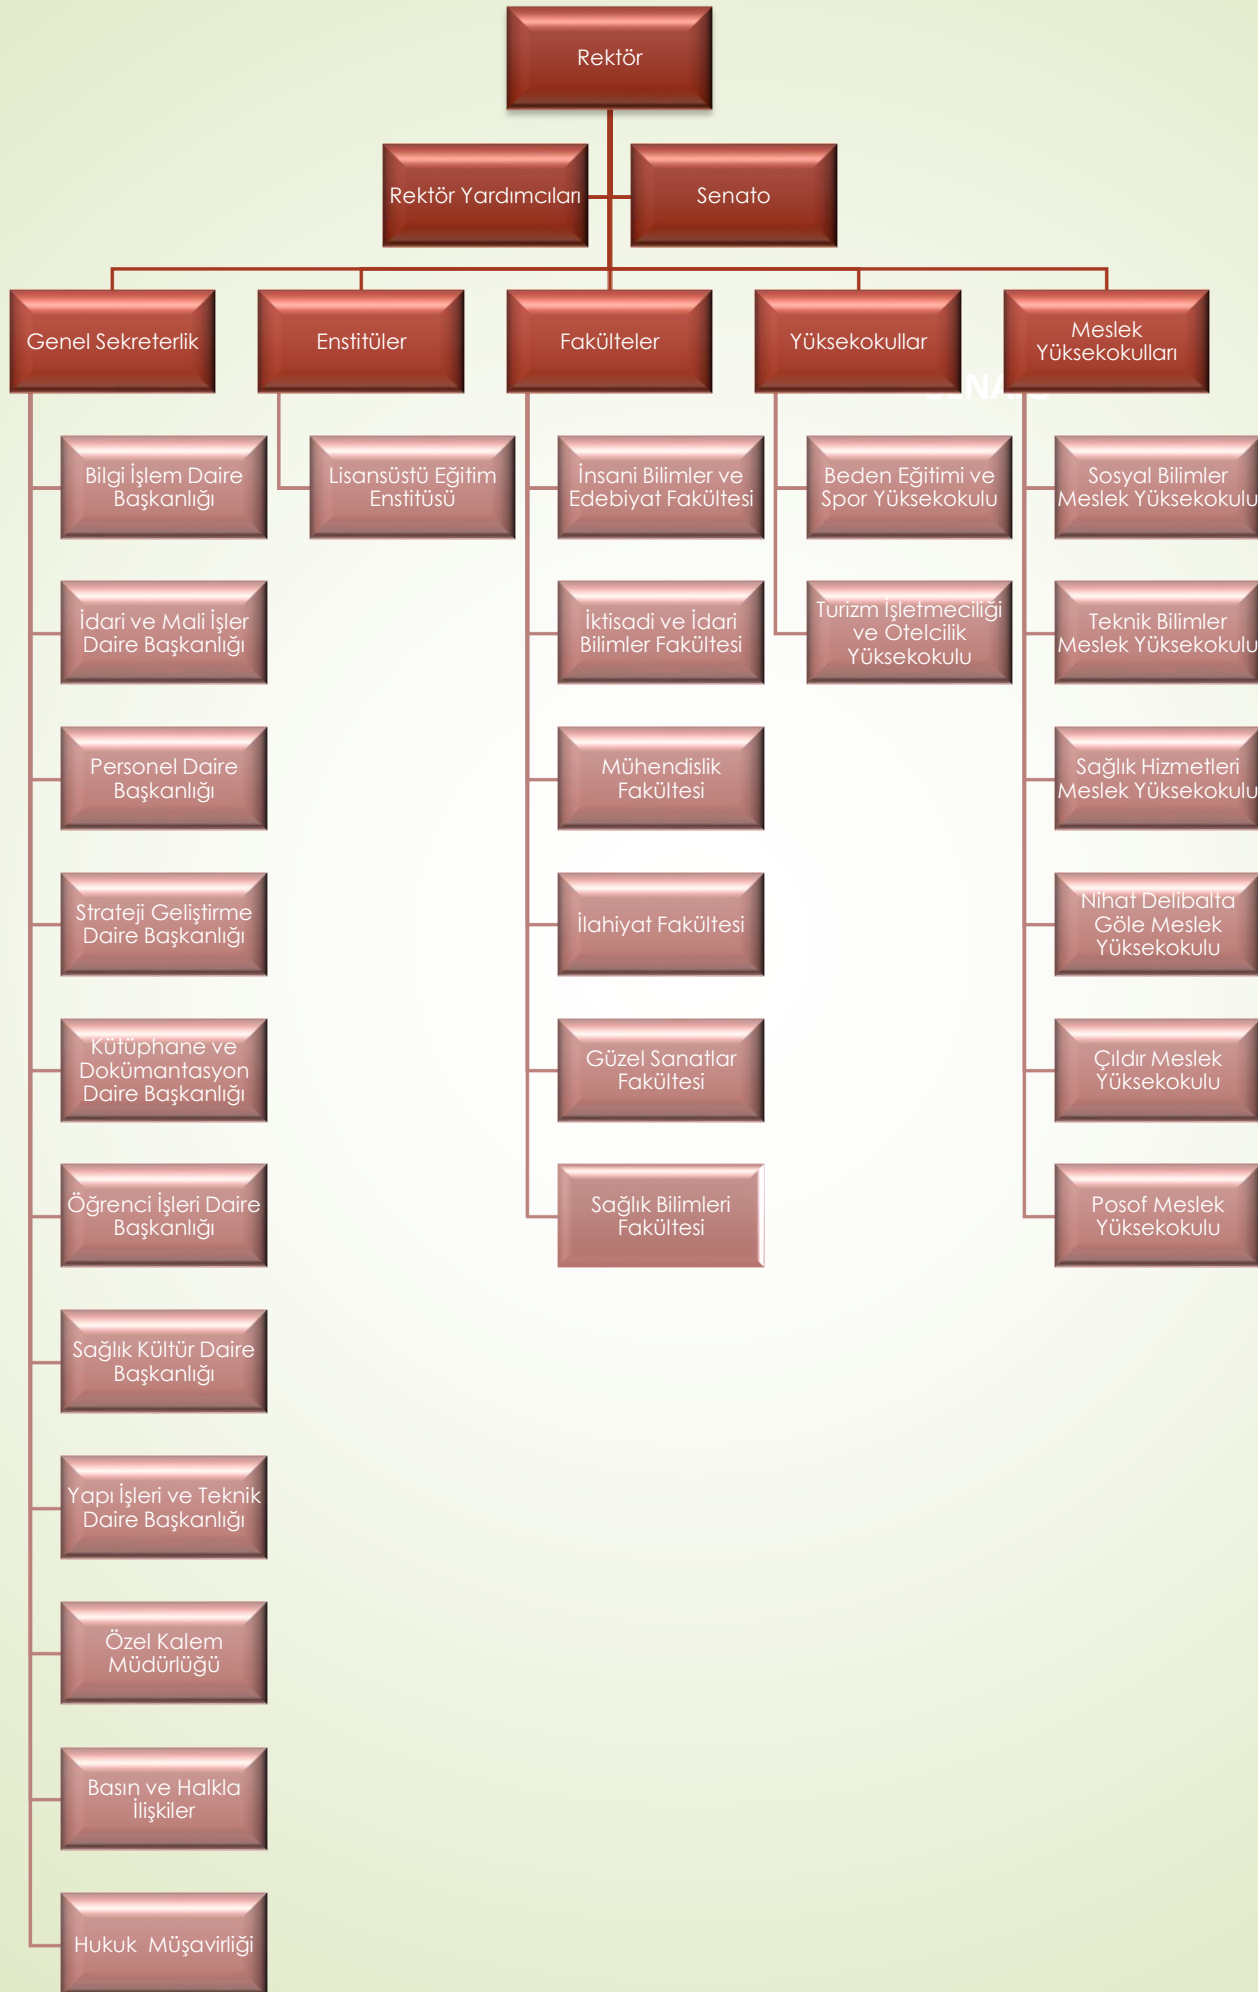 Rektör
Rektör Yardımcıları
Senato
Genel Sekreterlik
Enstitüler
Fakülteler
Yüksekokullar
Meslek
Yüksekokulları
Bilgi İşlem Daire
Başkanlığı
İdari ve Mali İşler
Daire Başkanlığı
Personel Daire
Başkanlığı
Strateji Geliştirme
Daire Başkanlığı
Kütüphane ve
Dokümantasyon
Daire Başkanlığı
Öğrenci İşleri Daire
Başkanlığı
Sağlık Kültür Daire
Başkanlığı
Yapı İşleri ve Teknik
Daire Başkanlığı
Özel Kalem
Müdürlüğü
Basın ve Halkla
İlişkiler
Hukuk  Müşavirliği
Lisansüstü Eğitim
Enstitüsü
İnsani Bilimler ve
Edebiyat Fakültesi
İktisadi ve İdari
Bilimler Fakültesi
Mühendislik
Fakültesi
İlahiyat Fakültesi
Güzel Sanatlar
Fakültesi
Sağlık Bilimleri
Fakültesi
Beden Eğitimi ve
Spor Yüksekokulu
Turizm İşletmeciliği
ve Otelcilik
Yüksekokulu
Sosyal Bilimler
Meslek Yüksekokulu
Teknik Bilimler
Meslek Yüksekokulu
Sağlık Hizmetleri
Meslek Yüksekokulu
Nihat Delibalta
Göle Meslek
Yüksekokulu
Çıldır Meslek
Yüksekokulu
Posof Meslek
Yüksekokulu